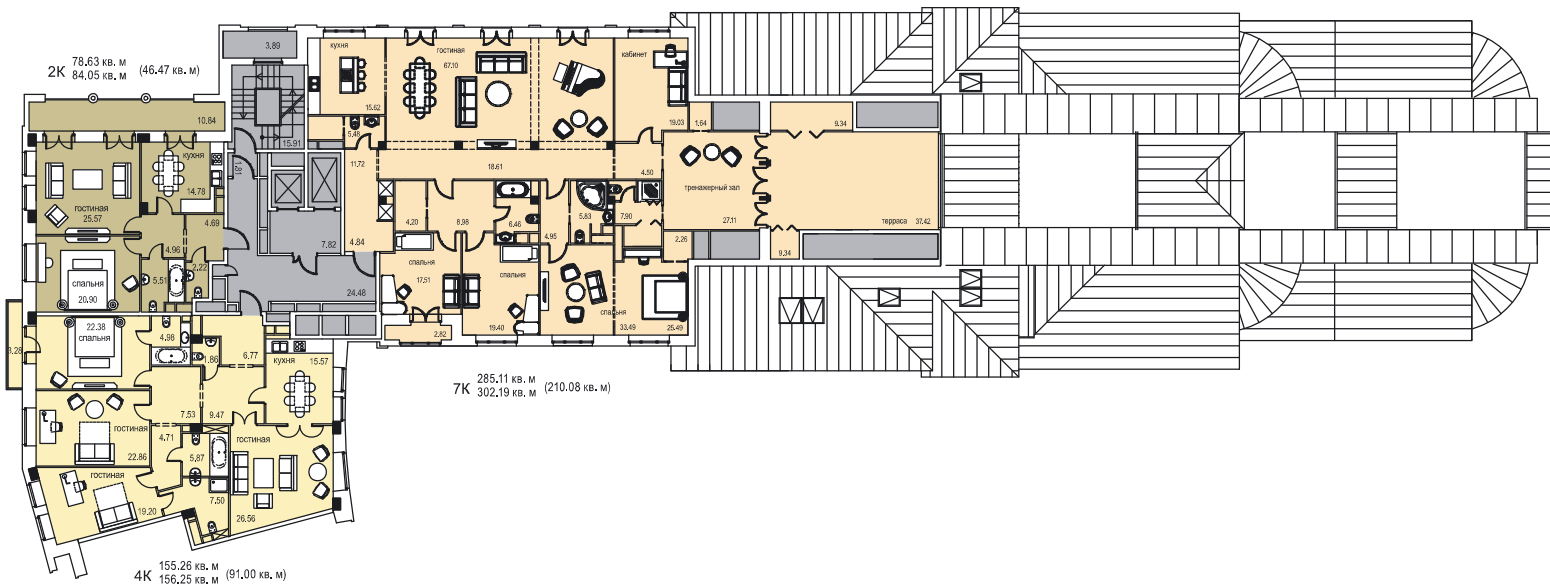 3.89
кухня
гостиная
67.10
кабинет
2К 78.63 кв. м (46.47 кв. м)
84.05 кв. м
10.84
15.62
5.48
19.03
1.64
9.34
15.91
кухня
14.78
1.81
11.72
18.61
4.50
тренажерный зал
27.11
терраса 37.42
гостиная
25.57
4.69
4.20
8.98
6.46
5.83
7.90
4.96
7.82
4.84
4.95
2.26
9.34
спальня
20.90
5.51
2.22
24.48
спальня
17.51
спальня
19.40
спальня
33.49
25.49
2.82
22.38
спальня
4.98
1.86
6.77
кухня
15.57
7К 285.11 кв. м (210.08 кв. м)
302.19 кв. м
7.53
9.47
гостиная
22.86
4.71
5.87
гостиная
26.56
гостиная
19.20
7.50
4К 155.26 кв. м (91.00 кв. м)
156.25 кв. м